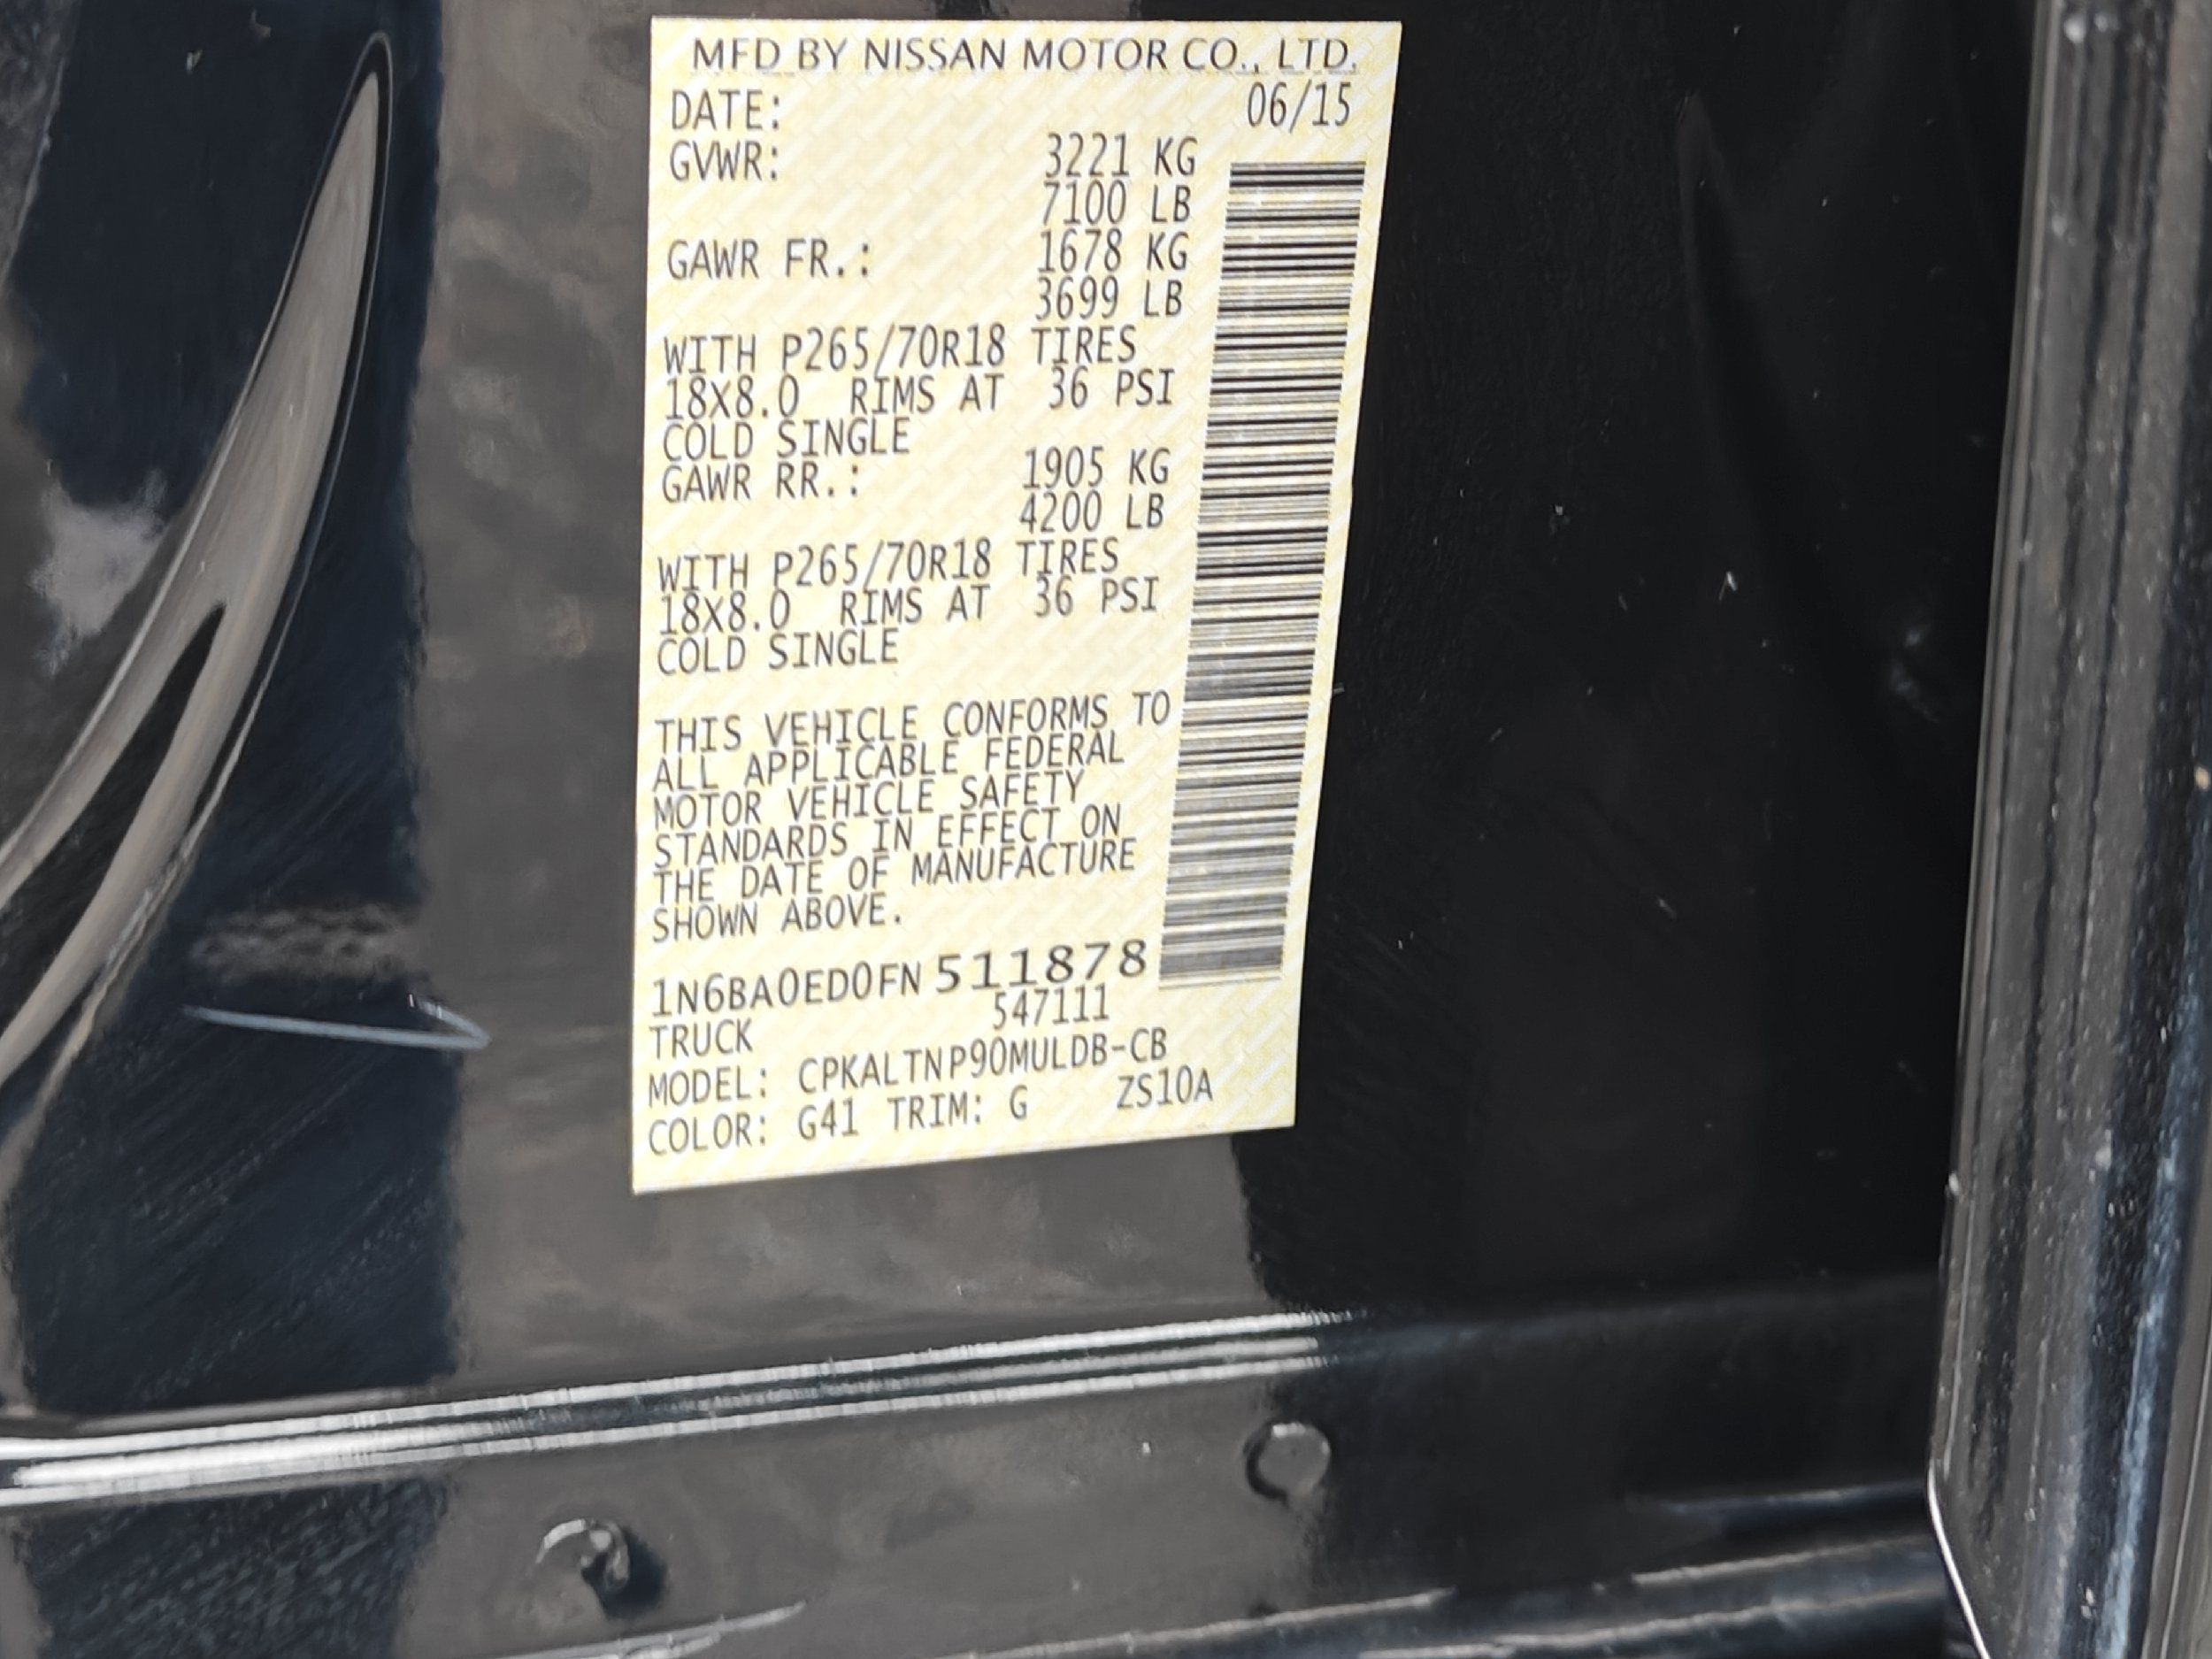 MFD BY NISSAN MOTOR CO., LTD.
DATE: 06/15
GVWR: 3221 KG
7100 LB
GAWR FR.: 1678 KG
3699 LB
WITH P265/70R18 TIRES
18X8.0 RIMS AT 36 PSI
COLD SINGLE
GAWR RR.: 1905 KG
4200 LB
WITH P265/70R18 TIRES
18X8.0 RIMS AT 36 PSI
COLD SINGLE
THIS VEHICLE CONFORMS TO
ALL APPLICABLE FEDERAL
MOTOR VEHICLE SAFETY
STANDARDS IN EFFECT ON
THE DATE OF MANUFACTURE
SHOWN ABOVE.
1N6BA0ED0FN511878
547111
TRUCK
MODEL: CPKALTNP90MULDB-CB
COLOR: G41 TRIM: G ZS10A